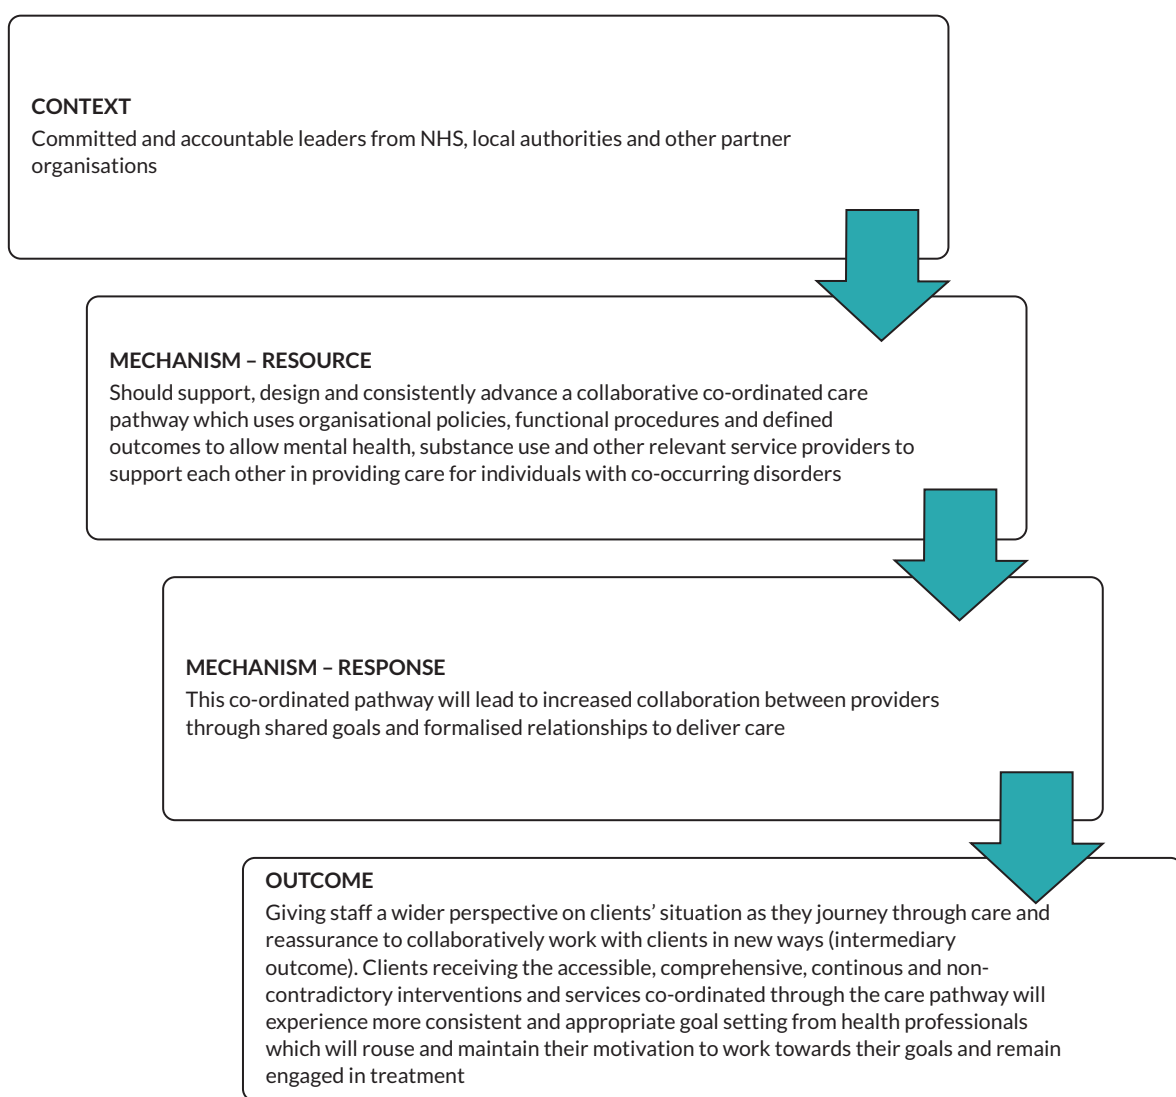 CONTEXT
Committed and accountable leaders from NHS, local authorities and other partner
organisations
MECHANISM – RESOURCE
Should support, design and consistently advance a collaborative co-ordinated care
pathway which uses organisational policies, functional procedures and defined
outcomes to allow mental health, substance use and other relevant service providers to
support each other in providing care for individuals with co-occurring disorders
MECHANISM – RESPONSE
This co-ordinated pathway will lead to increased collaboration between providers
through shared goals and formalised relationships to deliver care
OUTCOME
Giving staff a wider perspective on clients’ situation as they journey through care and
reassurance to collaboratively work with clients in new ways (intermediary
outcome). Clients receiving the accessible, comprehensive, continous and non-
contradictory interventions and services co-ordinated through the care pathway will
experience more consistent and appropriate goal setting from health professionals
which will rouse and maintain their motivation to work towards their goals and remain
engaged in treatment